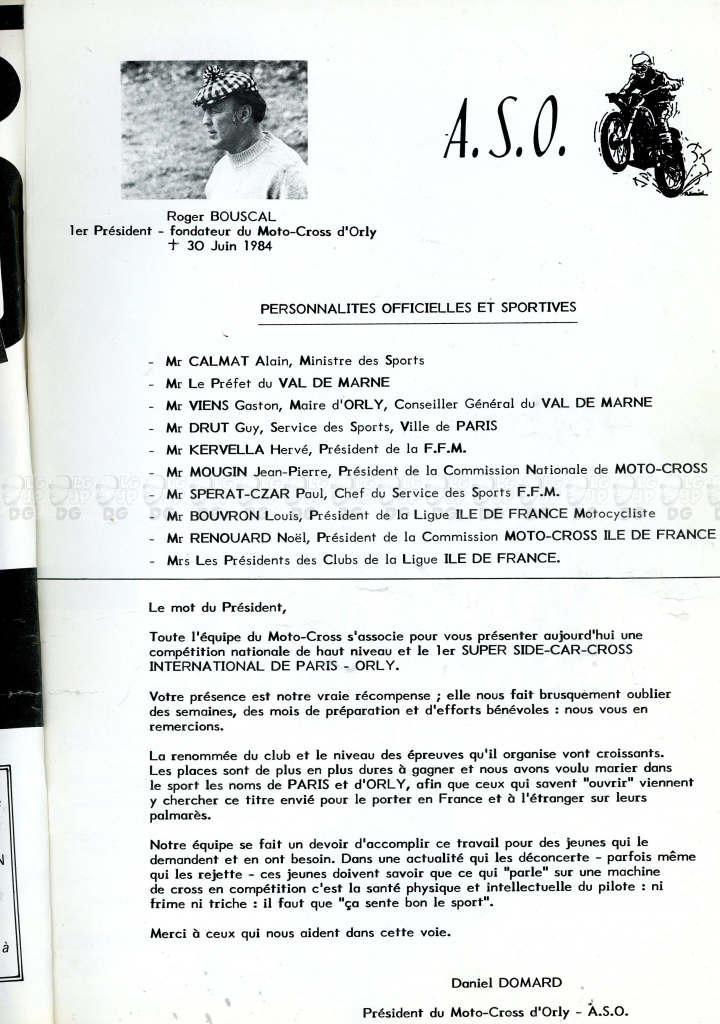 A.S.O.
Roger BOUSCAL
1er Président - fondateur du Moto-Cross d'Orly
✝ 30 Juin 1984
PERSONNALITES OFFICIELLES ET SPORTIVES
- Mr CALMAT Alain, Ministre des Sports
- Mr Le Préfet du VAL DE MARNE
- Mr VIENS Gaston, Maire d'ORLY, Conseiller Général du VAL DE MARNE
- Mr DRUT Guy, Service des Sports, Ville de PARIS
- Mr KERVELLA Hervé, Président de la F.F.M.
- Mr MOUGIN Jean-Pierre, Président de la Commission Nationale de MOTO-CROSS
- Mr SPERAT-CZAR Paul, Chef du Service des Sports F.F.M.
- Mr BOUVRON Louis, Président de la Ligue ILE DE FRANCE Motocycliste
- Mr RENOUARD Noël, Président de la Commission MOTO-CROSS ILE DE FRANCE
- Mrs Les Présidents des Clubs de la Ligue ILE DE FRANCE.
Le mot du Président,
Toute l'équipe du Moto-Cross s'associe pour vous présenter aujourd'hui une
compétition nationale de haut niveau et le 1er SUPER SIDE-CAR-CROSS
INTERNATIONAL DE PARIS - ORLY.
Votre présence est notre vraie récompense ; elle nous fait brusquement oublier
des semaines, des mois de préparation et d'efforts bénévoles : nous vous en
remercions.
La renommée du club et le niveau des épreuves qu'il organise vont croissants.
Les places sont de plus en plus dures à gagner et nous avons voulu marier dans
le sport les noms de PARIS et d'ORLY, afin que ceux qui savent "ouvrir" viennent
y chercher ce titre envié pour le porter en France et à l'étranger sur leurs
palmarès.
Notre équipe se fait un devoir d'accomplir ce travail pour des jeunes qui le
demandent et en ont besoin. Dans une actualité qui les déconcerte - parfois même
qui les rejette - ces jeunes doivent savoir que ce qui "parle" sur une machine
de cross en compétition c'est la santé physique et intellectuelle du pilote : ni
frime ni triche : il faut que "ça sente bon le sport".
Merci à ceux qui nous aident dans cette voie.
Daniel DOMARD
Président du Moto-Cross d'Orly - A.S.O.
N
à